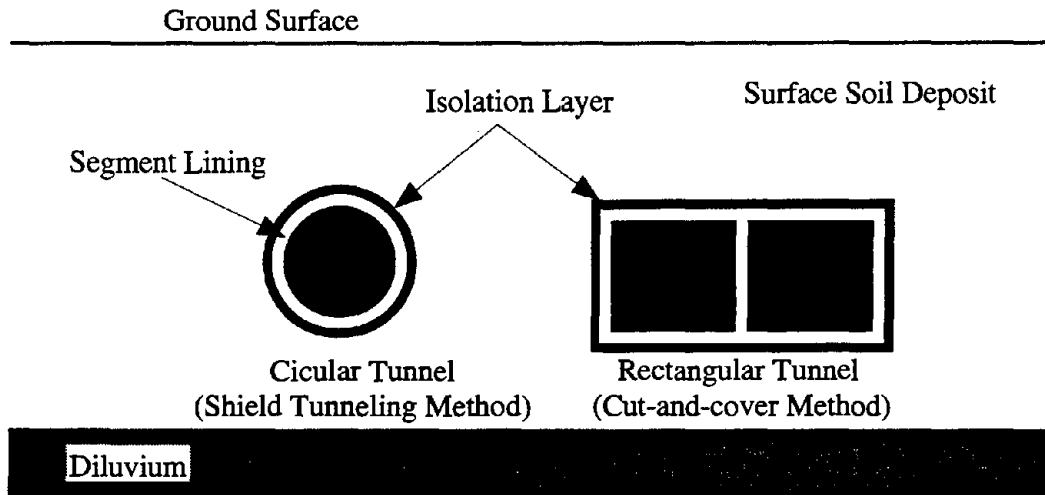 Ground Surface
Isolation Layer
Surface Soil Deposit
Segment Lining
Cicular Tunnel
(Shield Tunneling Method)
Rectangular Tunnel
(Cut-and-cover Method)
Diluvium